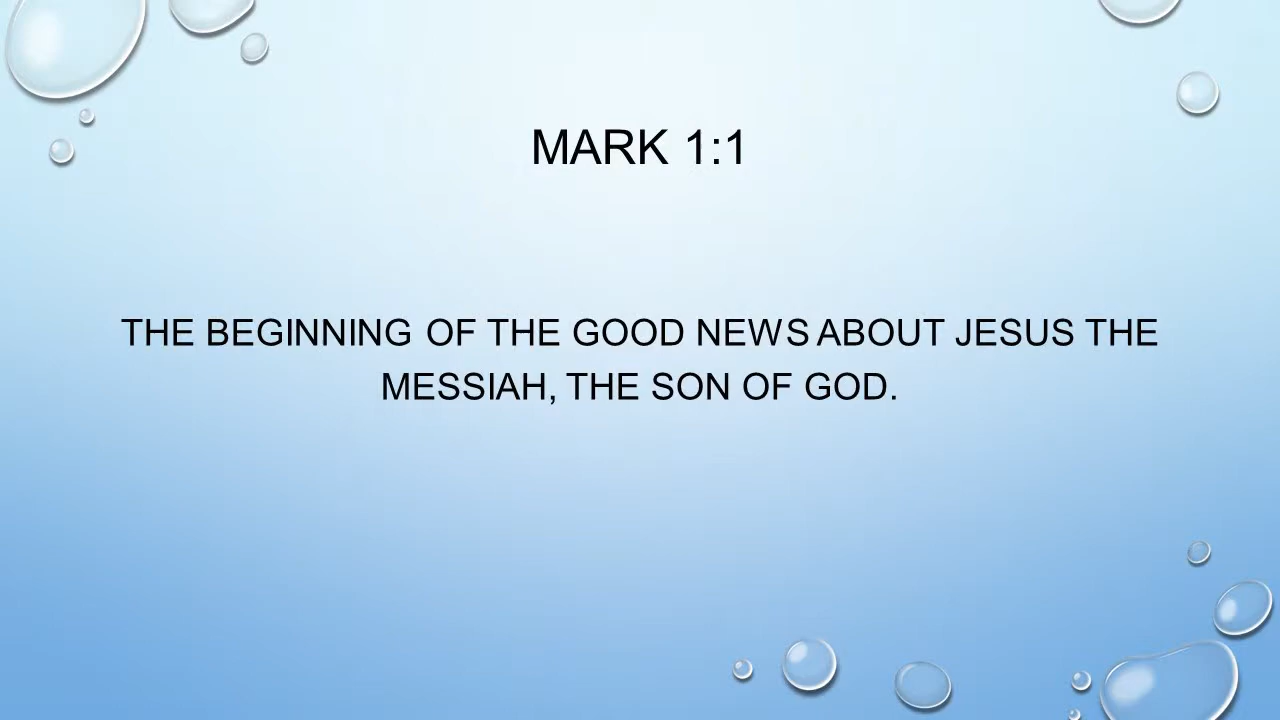 MARK 1:1
THE BEGINNING OF THE GOOD NEWS ABOUT JESUS THE
MESSIAH, THE SON OF GOD.